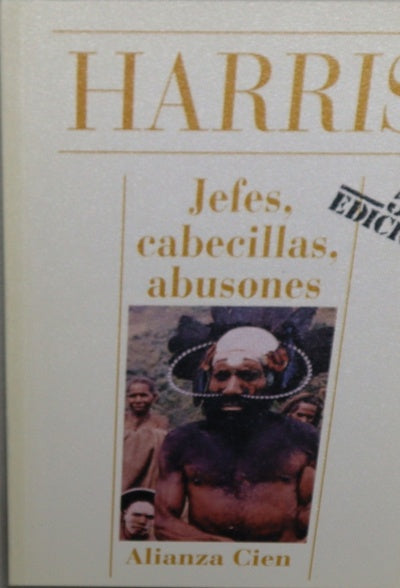 HARRIS
Jefes,
cabecillas,
abusones
Alianza Cien